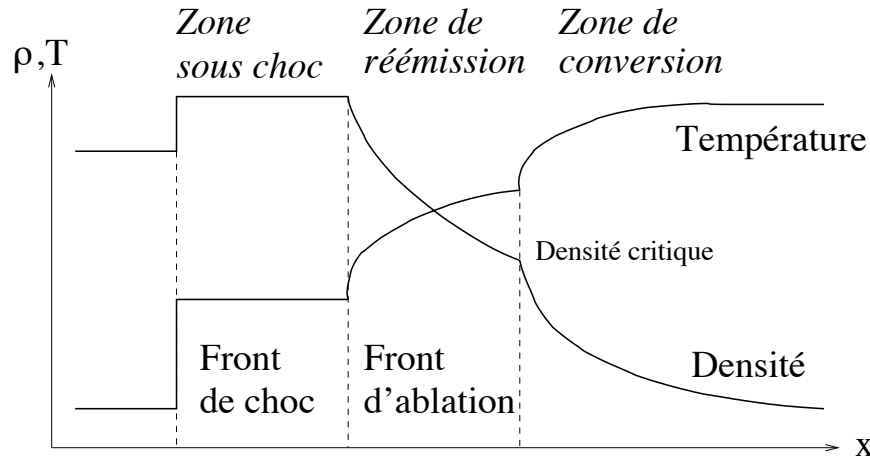 Zone
sous choc
Zone de
réémission
Zone de
conversion
ρ,T
Température
Densité critique
Front
de choc
Front
d'ablation
Densité
x